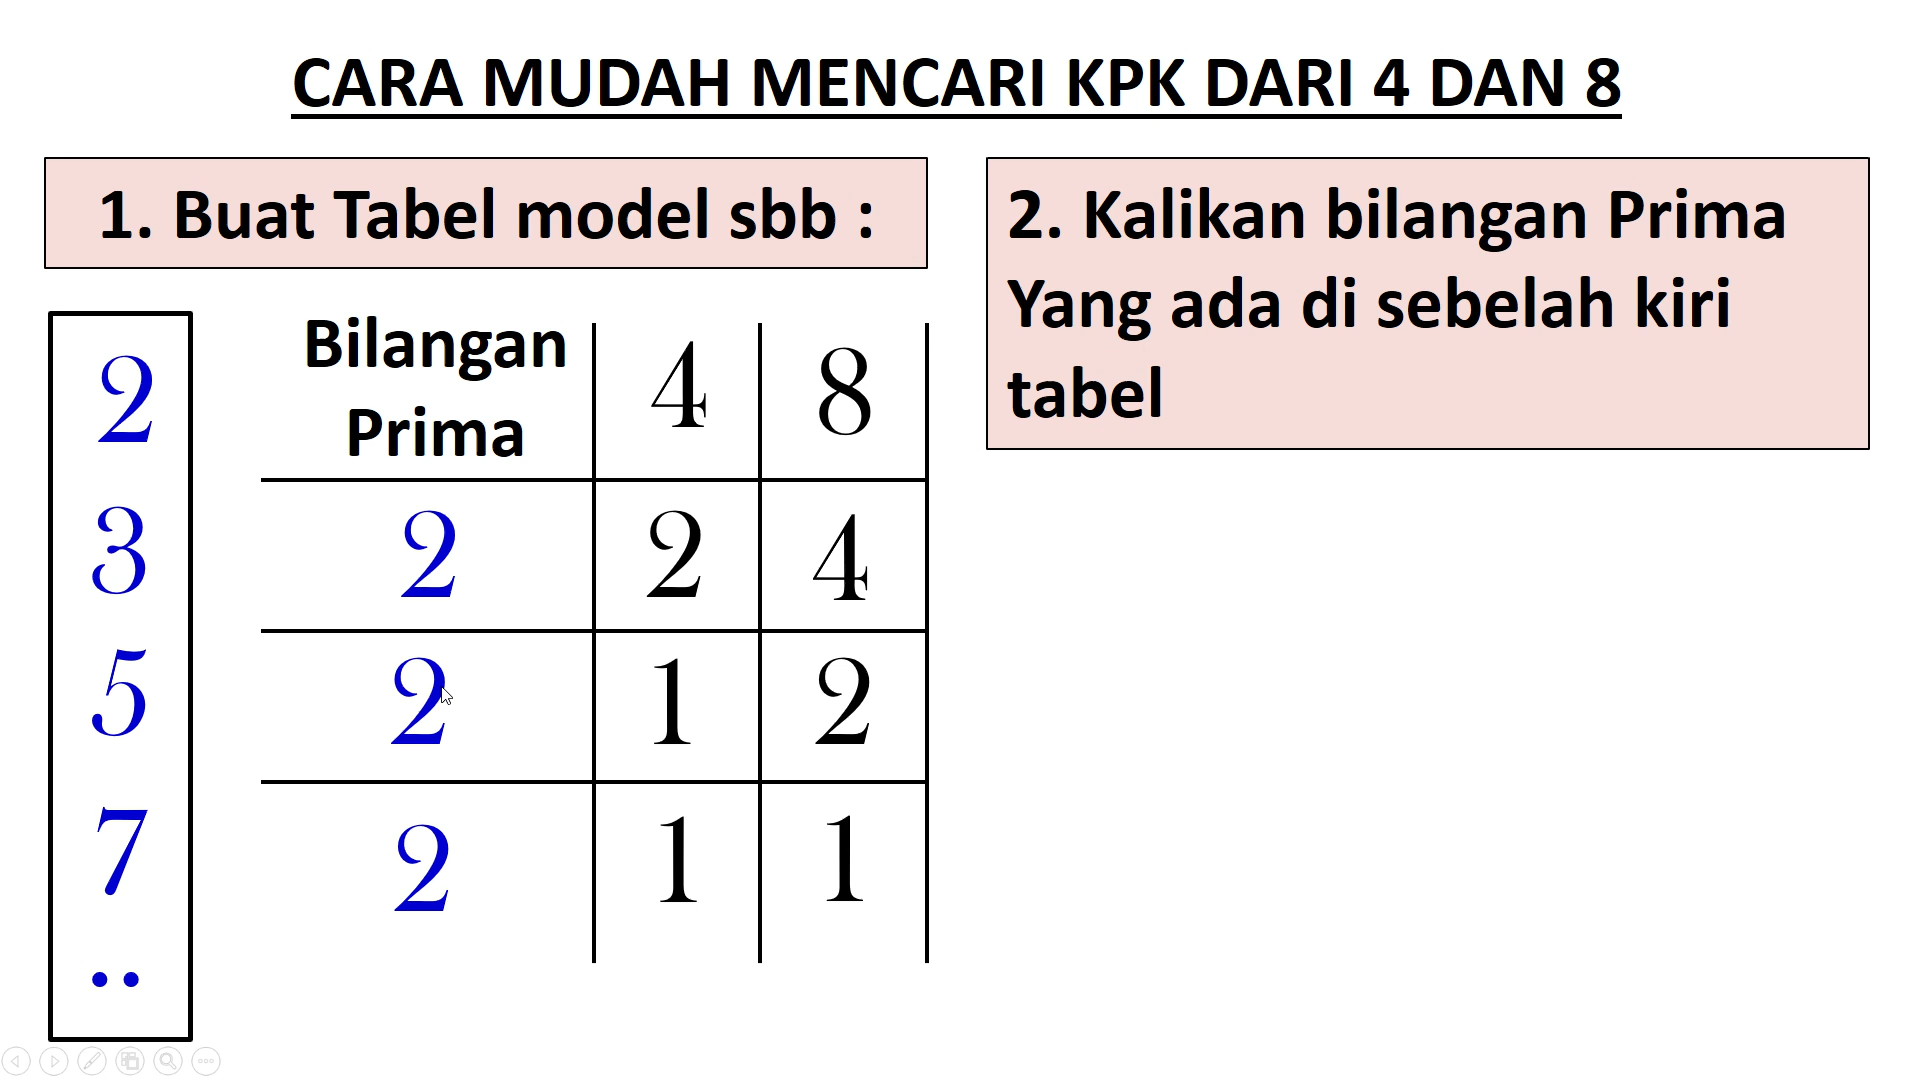 CARA MUDAH MENCARI KPK DARI 4 DAN 8
1. Buat Tabel model sbb :
2
3
5
7
..
Bilangan
Prima
4 8
2 2 4
2 1 2
2 1 1
2. Kalikan bilangan Prima
Yang ada di sebelah kiri
tabel